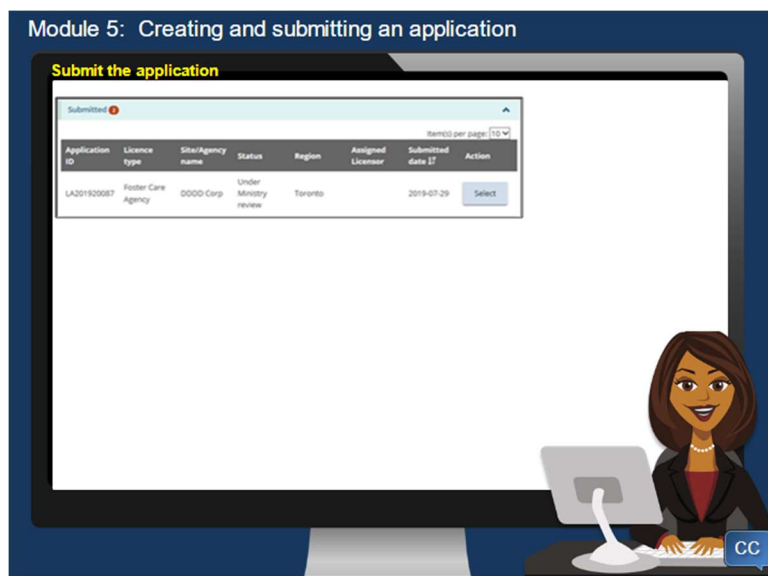 Module 5: Creating and submitting an application
Submit the application
Submitted 2
Item(s) per page: 10
Application ID Licence type Site/Agency name Status Region Assigned Licensor Submitted date Action
LA201920087 Foster Care Agency DDDD Corp Under Ministry review Toronto 2019-07-29 Select
CC